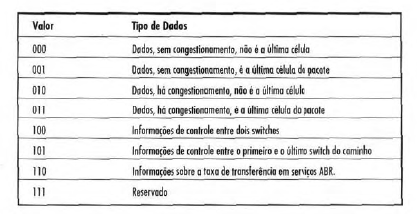 Valor Tipo de Dados
000 Dados, sem congestionamento, não é a última célula
001 Dados, sem congestionamento, é a última célula do pacote
010 Dados, há congestionamento, não é a última célula
011 Dados, há congestionamento, é a última célula do pacote
100 Informações de controle entre dois switches
101 Informações de controle entre o primeiro e o último switch do caminho
110 Informações sobre a taxa de transferência em serviços ABR.
111 Reservado